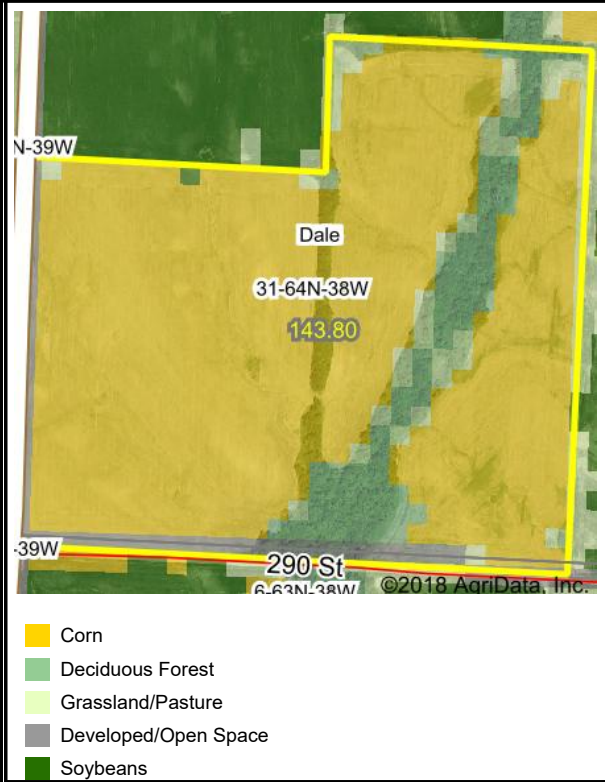 N-39W
Dale
31-64N-38W
143.80
-39W
290 St
6-63N-38W
©2018 AgriData, Inc.
Corn
Deciduous Forest
Grassland/Pasture
Developed/Open Space
Soybeans